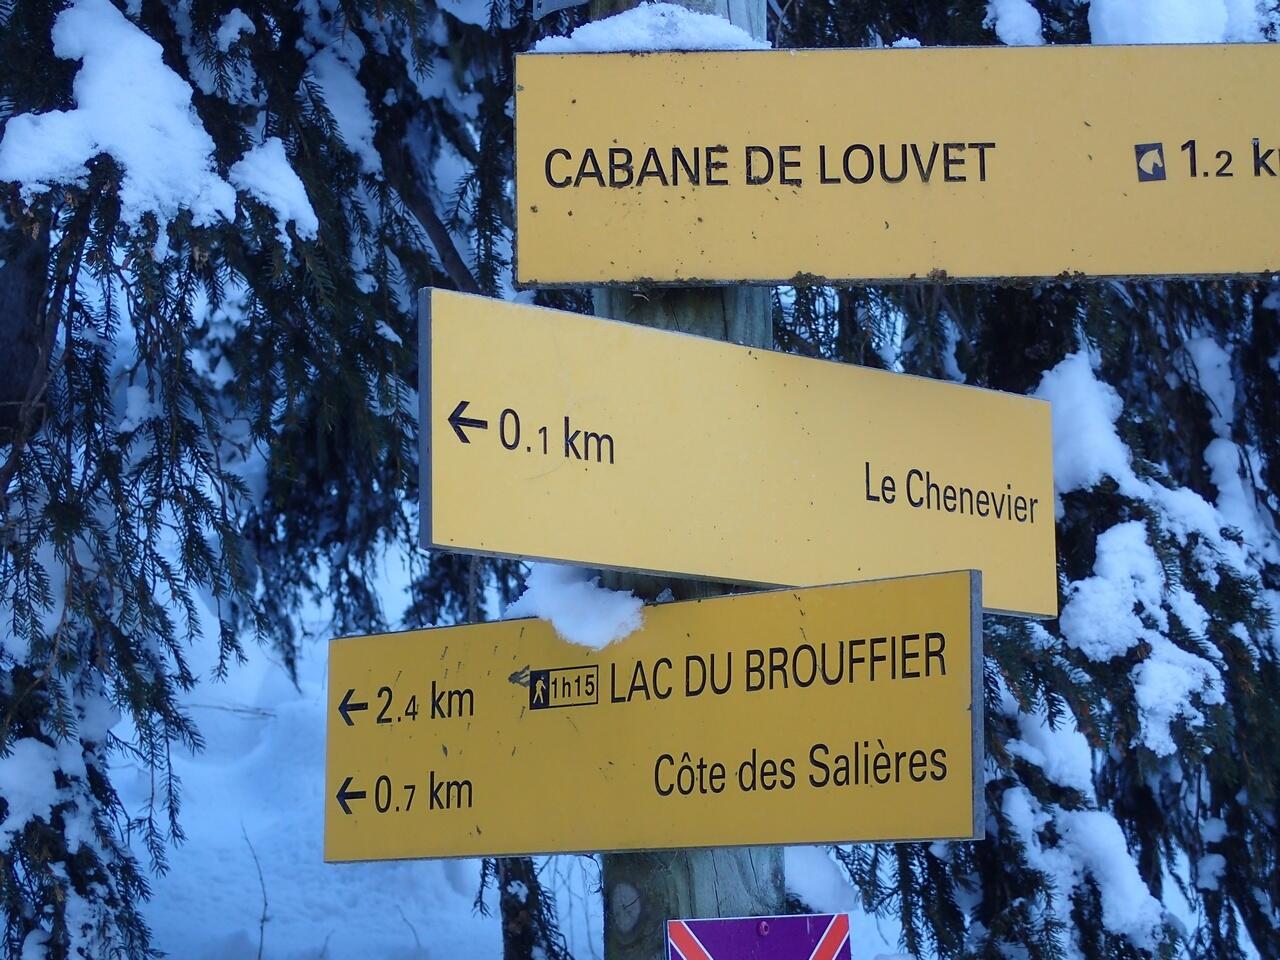 CABANE DE LOUVET 1.2 km
← 0.1 km
Le Chenevier
← 2.4 km 1h15 LAC DU BROUFFIER
← 0.7 km Côte des Salières